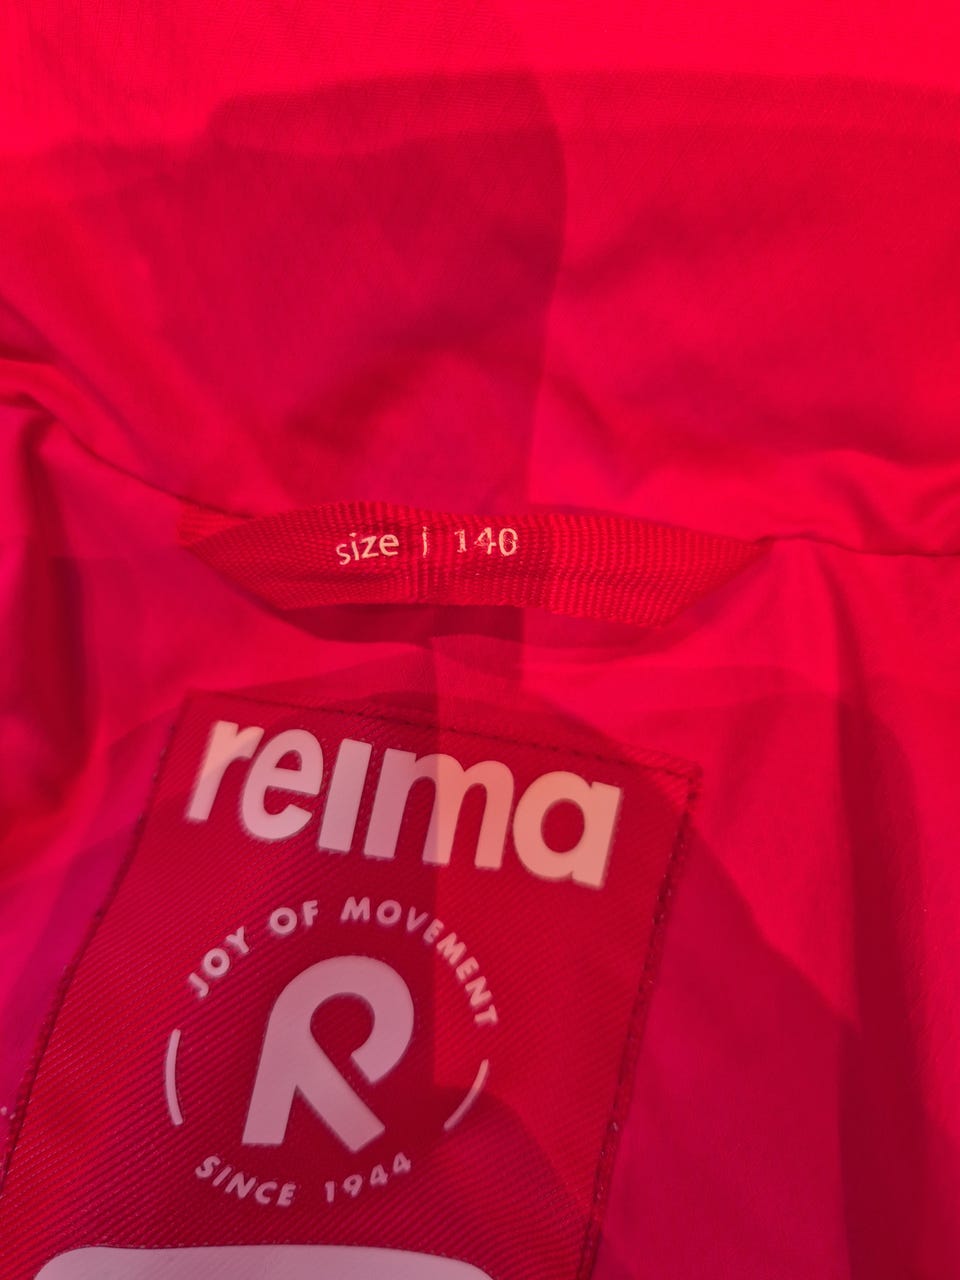 size | 140
reima
JOY OF MOVEMENT
R
SINCE 1944